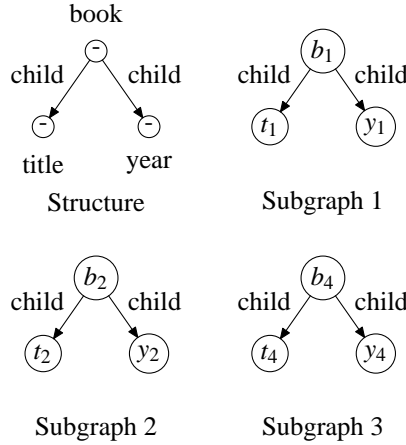 book
-
child child
- -
title year
Structure
b1
child child
t1 y1
Subgraph 1
b2
child child
t2 y2
Subgraph 2
b4
child child
t4 y4
Subgraph 3